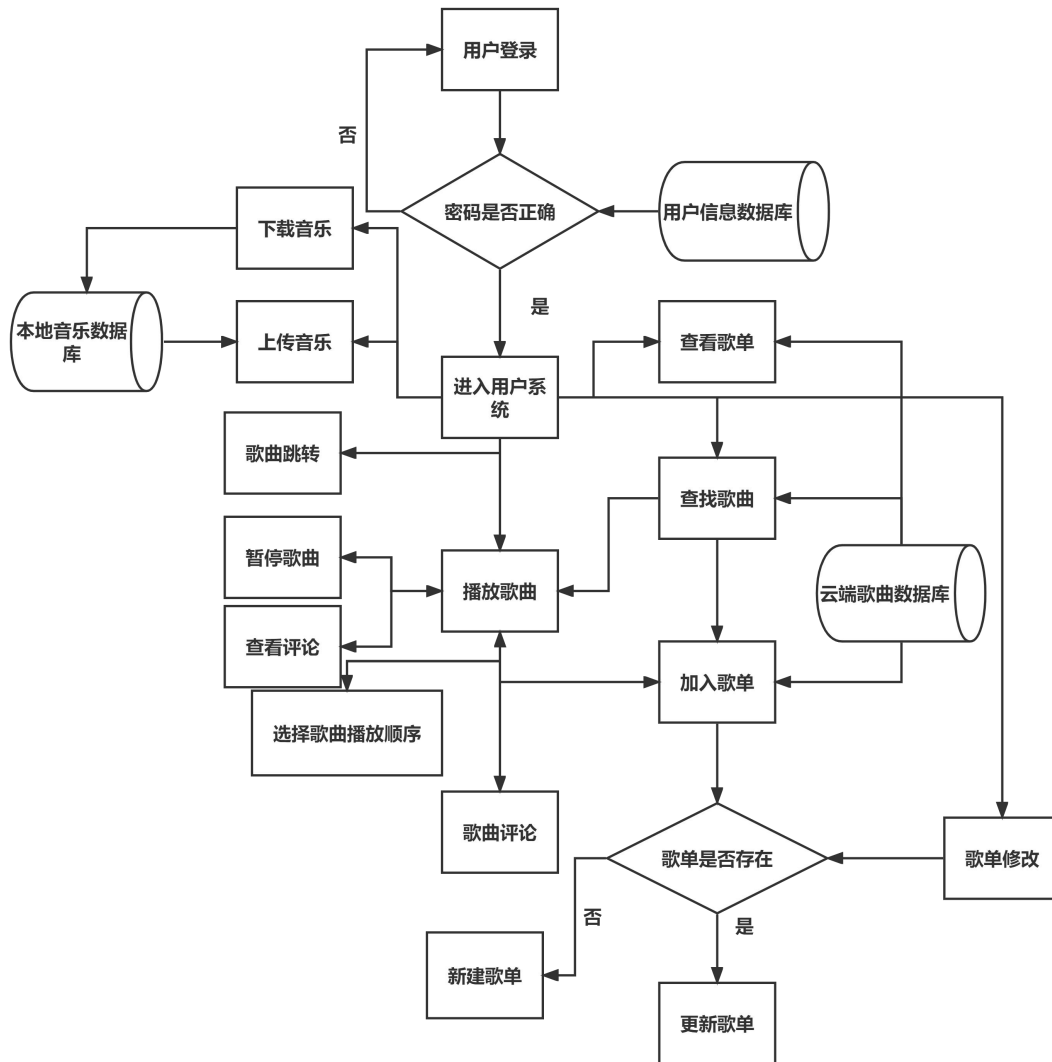 用户登录
否
密码是否正确
用户信息数据库
下载音乐
是
本地音乐数据
库
上传音乐
查看歌单
进入用户系
统
歌曲跳转
查找歌曲
暂停歌曲
播放歌曲
云端歌曲数据库
查看评论
加入歌单
选择歌曲播放顺序
歌曲评论
歌单是否存在
歌单修改
否
是
新建歌单
更新歌单